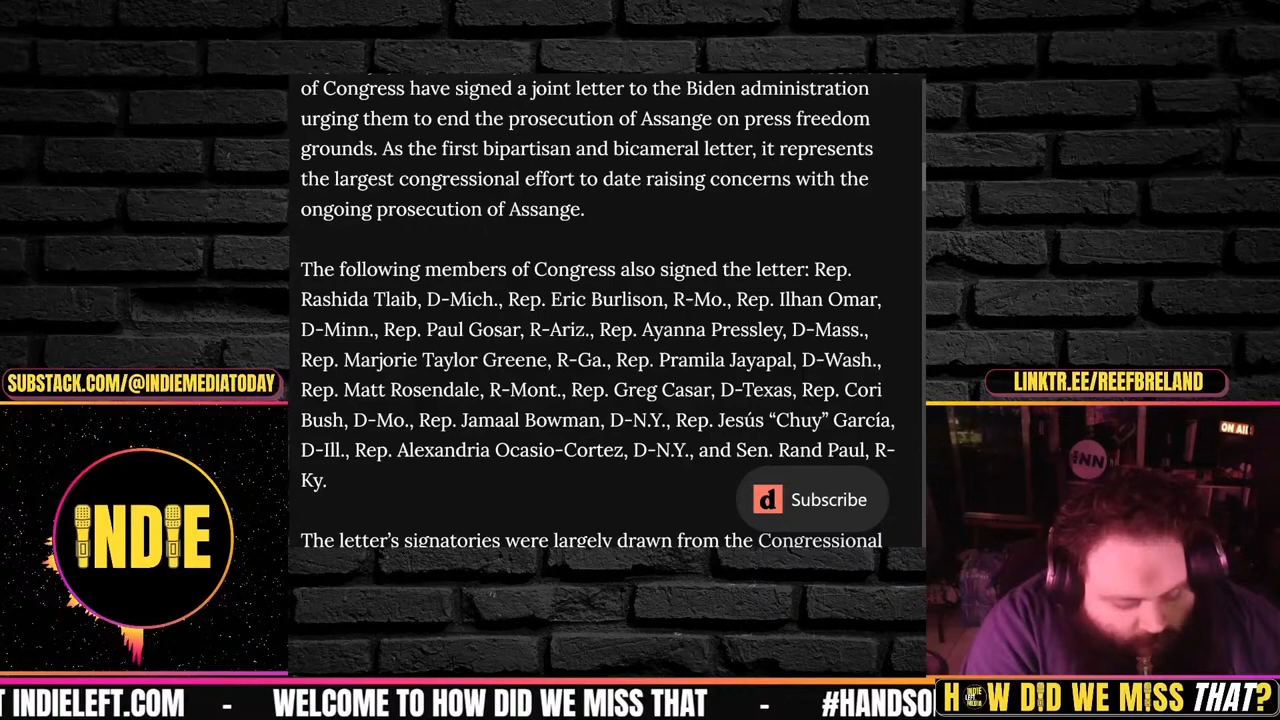 of Congress have signed a joint letter to the Biden administration
urging them to end the prosecution of Assange on press freedom
grounds. As the first bipartisan and bicameral letter, it represents
the largest congressional effort to date raising concerns with the
ongoing prosecution of Assange.
The following members of Congress also signed the letter: Rep.
Rashida Tlaib, D-Mich., Rep. Eric Burlison, R-Mo., Rep. Ilhan Omar,
D-Minn., Rep. Paul Gosar, R-Ariz., Rep. Ayanna Pressley, D-Mass.,
Rep. Marjorie Taylor Greene, R-Ga., Rep. Pramila Jayapal, D-Wash.,
Rep. Matt Rosendale, R-Mont., Rep. Greg Casar, D-Texas, Rep. Cori
Bush, D-Mo., Rep. Jamaal Bowman, D-N.Y., Rep. Jesús “Chuy” García,
D-Ill., Rep. Alexandria Ocasio-Cortez, D-N.Y., and Sen. Rand Paul, R-
Ky.
d Subscribe
The letter’s signatories were largely drawn from the Congressional
SUBSTACK.COM/@INDIEMEDIATODAY
INDIE
LINKTR.EE/REEFBRELAND
ON AIR
INN
T INDIELEFT.COM - WELCOME TO HOW DID WE MISS THAT - #HANDSO
HOW DID WE MISS THAT?